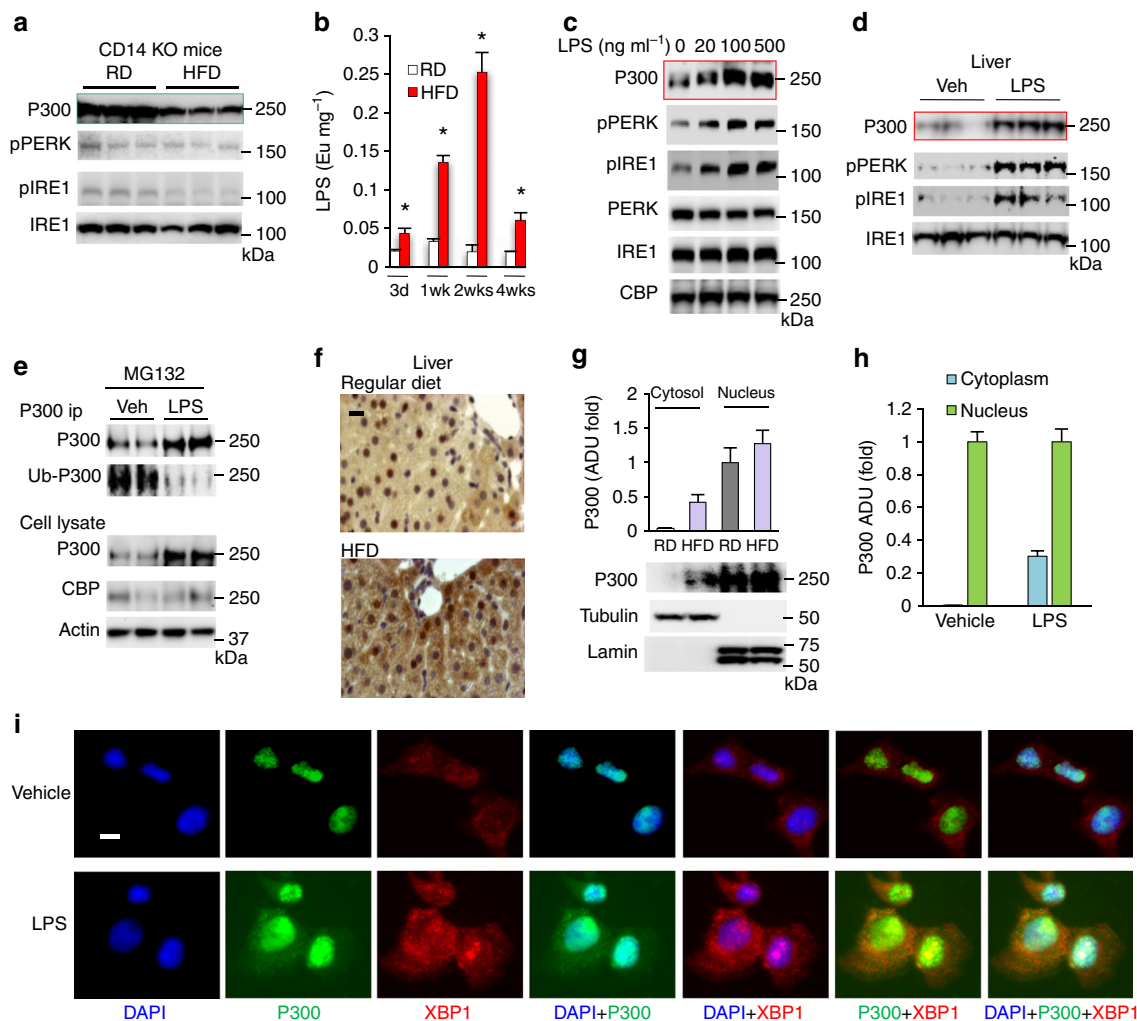 a
CD14 KO mice
RD HFD
P300 250
pPERK 150
pIRE1 100
IRE1 100
kDa
b
LPS (Eu mg⁻¹)
0.3
0.25
0.2
0.15
0.1
0.05
0
RD
HFD
* * * *
3d 1wk 2wks 4wks
c
LPS (ng ml⁻¹) 0 20 100 500
P300 250
pPERK 150
pIRE1 100
PERK 150
IRE1 100
CBP 250
kDa
d
Liver
Veh LPS
P300 250
pPERK 150
pIRE1 100
IRE1 100
kDa
e
MG132
P300 ip Veh LPS
P300 250
Ub-P300 250
Cell lysate
P300 250
CBP 250
Actin 37
kDa
f
Liver
Regular diet
HFD
g
P300 (ADU fold)
Cytosol Nucleus
2
1.5
1
0.5
0
RD HFD RD HFD
P300 250
Tubulin 50
Lamin 75
50
kDa
h
Cytoplasm
Nucleus
P300 ADU (fold)
1.2
1
0.8
0.6
0.4
0.2
0
Vehicle LPS
i
Vehicle
LPS
DAPI P300 XBP1 DAPI+P300 DAPI+XBP1 P300+XBP1 DAPI+P300+XBP1